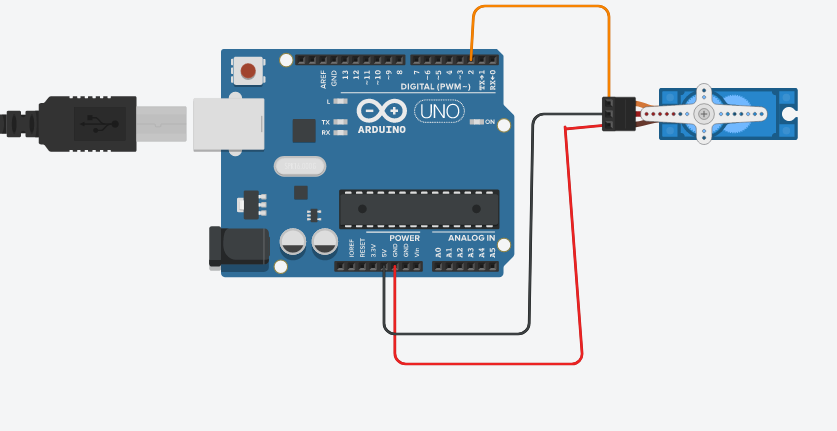 AREF
GND
13
12
~11
~10
~9
8
7
~6
~5
4
~3
2
TX→1
RX←0
DIGITAL (PWM~)
L
TX
RX
ARDUINO
UNO
ON
POWER
ANALOG IN
IOREF
RESET
3.3V
5V
GND
GND
Vin
A0
A1
A2
A3
A4
A5